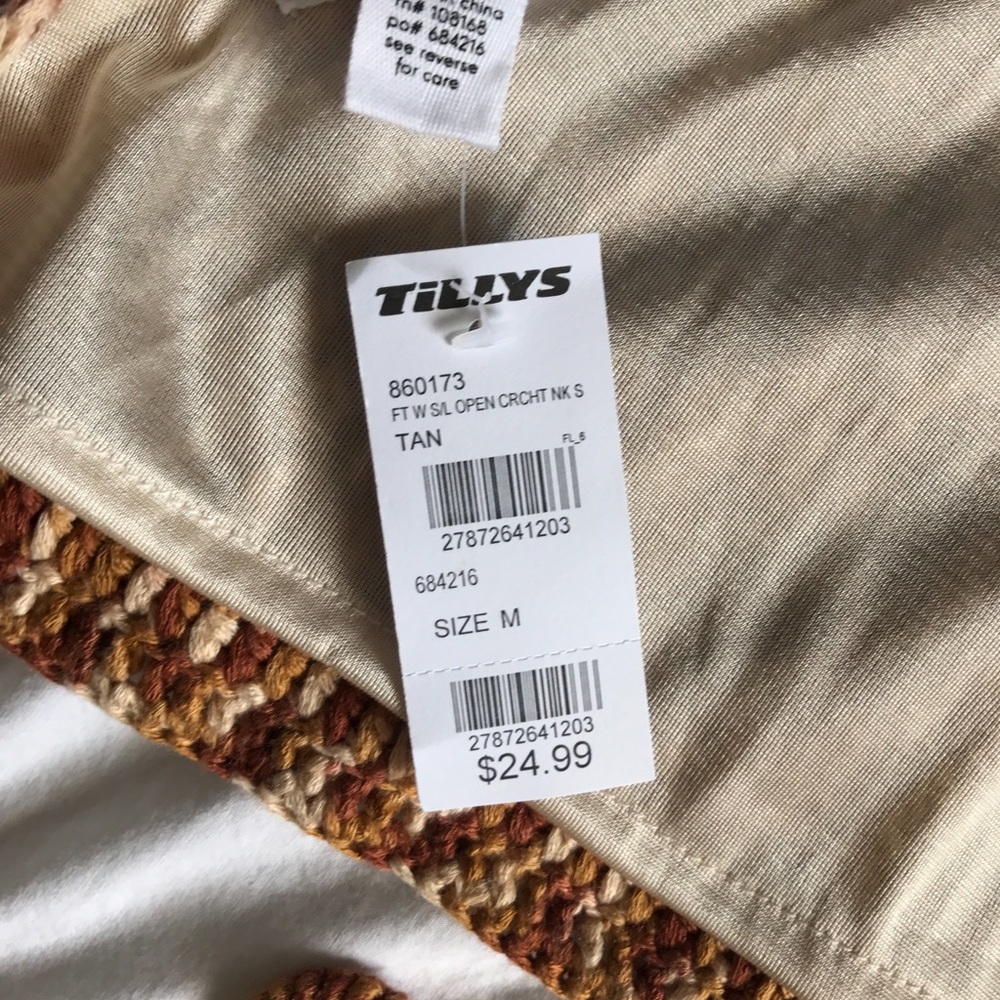 china
rn# 108168
po# 684216
see reverse
for care
TiLLYS
860173
FT W S/L OPEN CRCHT NK S
TAN
FL_6
27872641203
684216
SIZE M
27872641203
$24.99